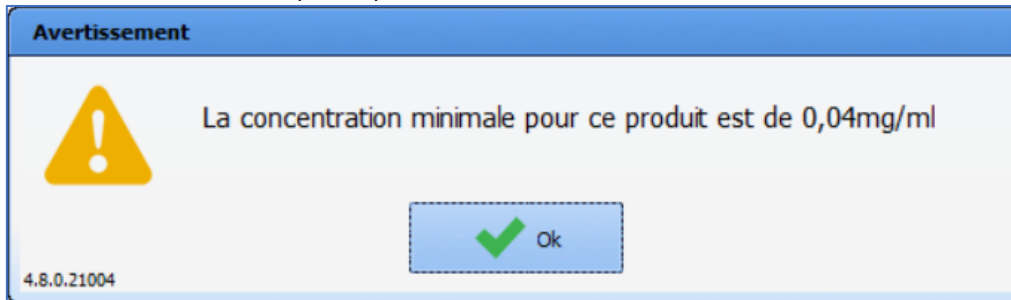 Avertissement
La concentration minimale pour ce produit est de 0,04mg/ml
Ok
4.8.0.21004